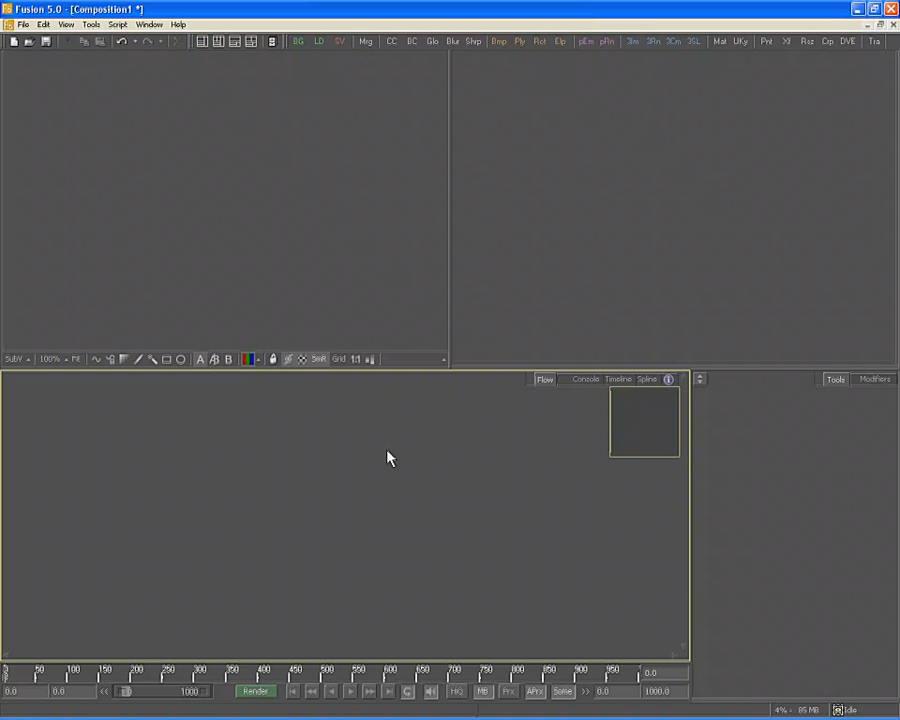 Fusion 5.0 - [Composition1 *]
File Edit View Tools Script Window Help
BG LD SV Mrg CC BC Glo Blur Shrp Bmp Ply Rct Elp pEm pRn 3Im 3Rn 3Cm 3SL Mat UKy Pnt XF Rsz Crp DVE Tra
SubV 100% Fit A B SmR Grid 1:1
Flow Console Timeline Spline Tools Modifiers
0 50 100 150 200 250 300 350 400 450 500 550 600 650 700 750 800 850 900 950 0.0
0.0 0.0 << 1000 Render HiQ MB Prx APrx Some >> 0.0 1000.0
4% - 85 MB Idle